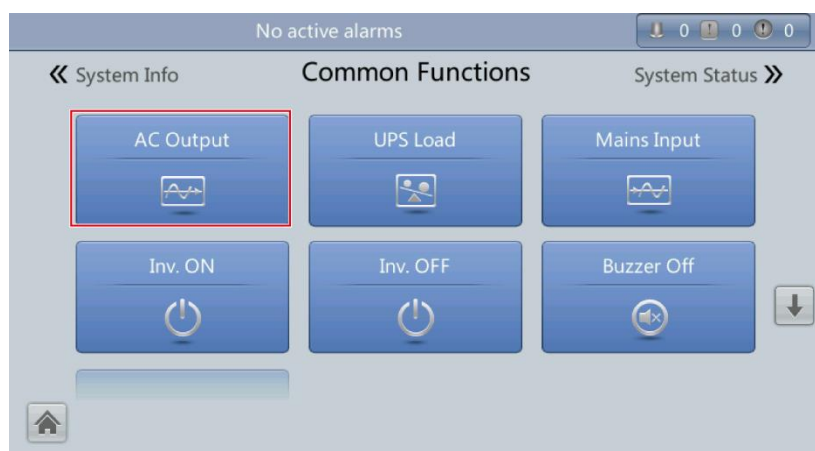 No active alarms
0 0 0
« System Info
Common Functions
System Status »
AC Output
UPS Load
Mains Input
Inv. ON
Inv. OFF
Buzzer Off